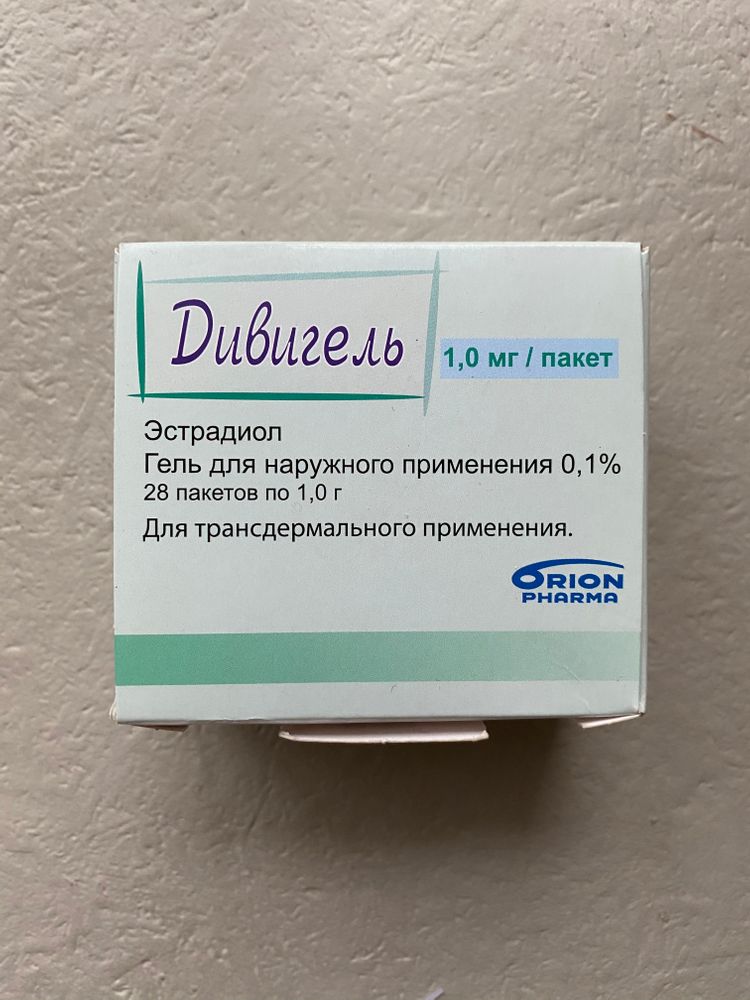 Дивигель
1,0 мг / пакет
Эстрадиол
Гель для наружного применения 0,1%
28 пакетов по 1,0 г
Для трансдермального применения.
ORION
PHARMA